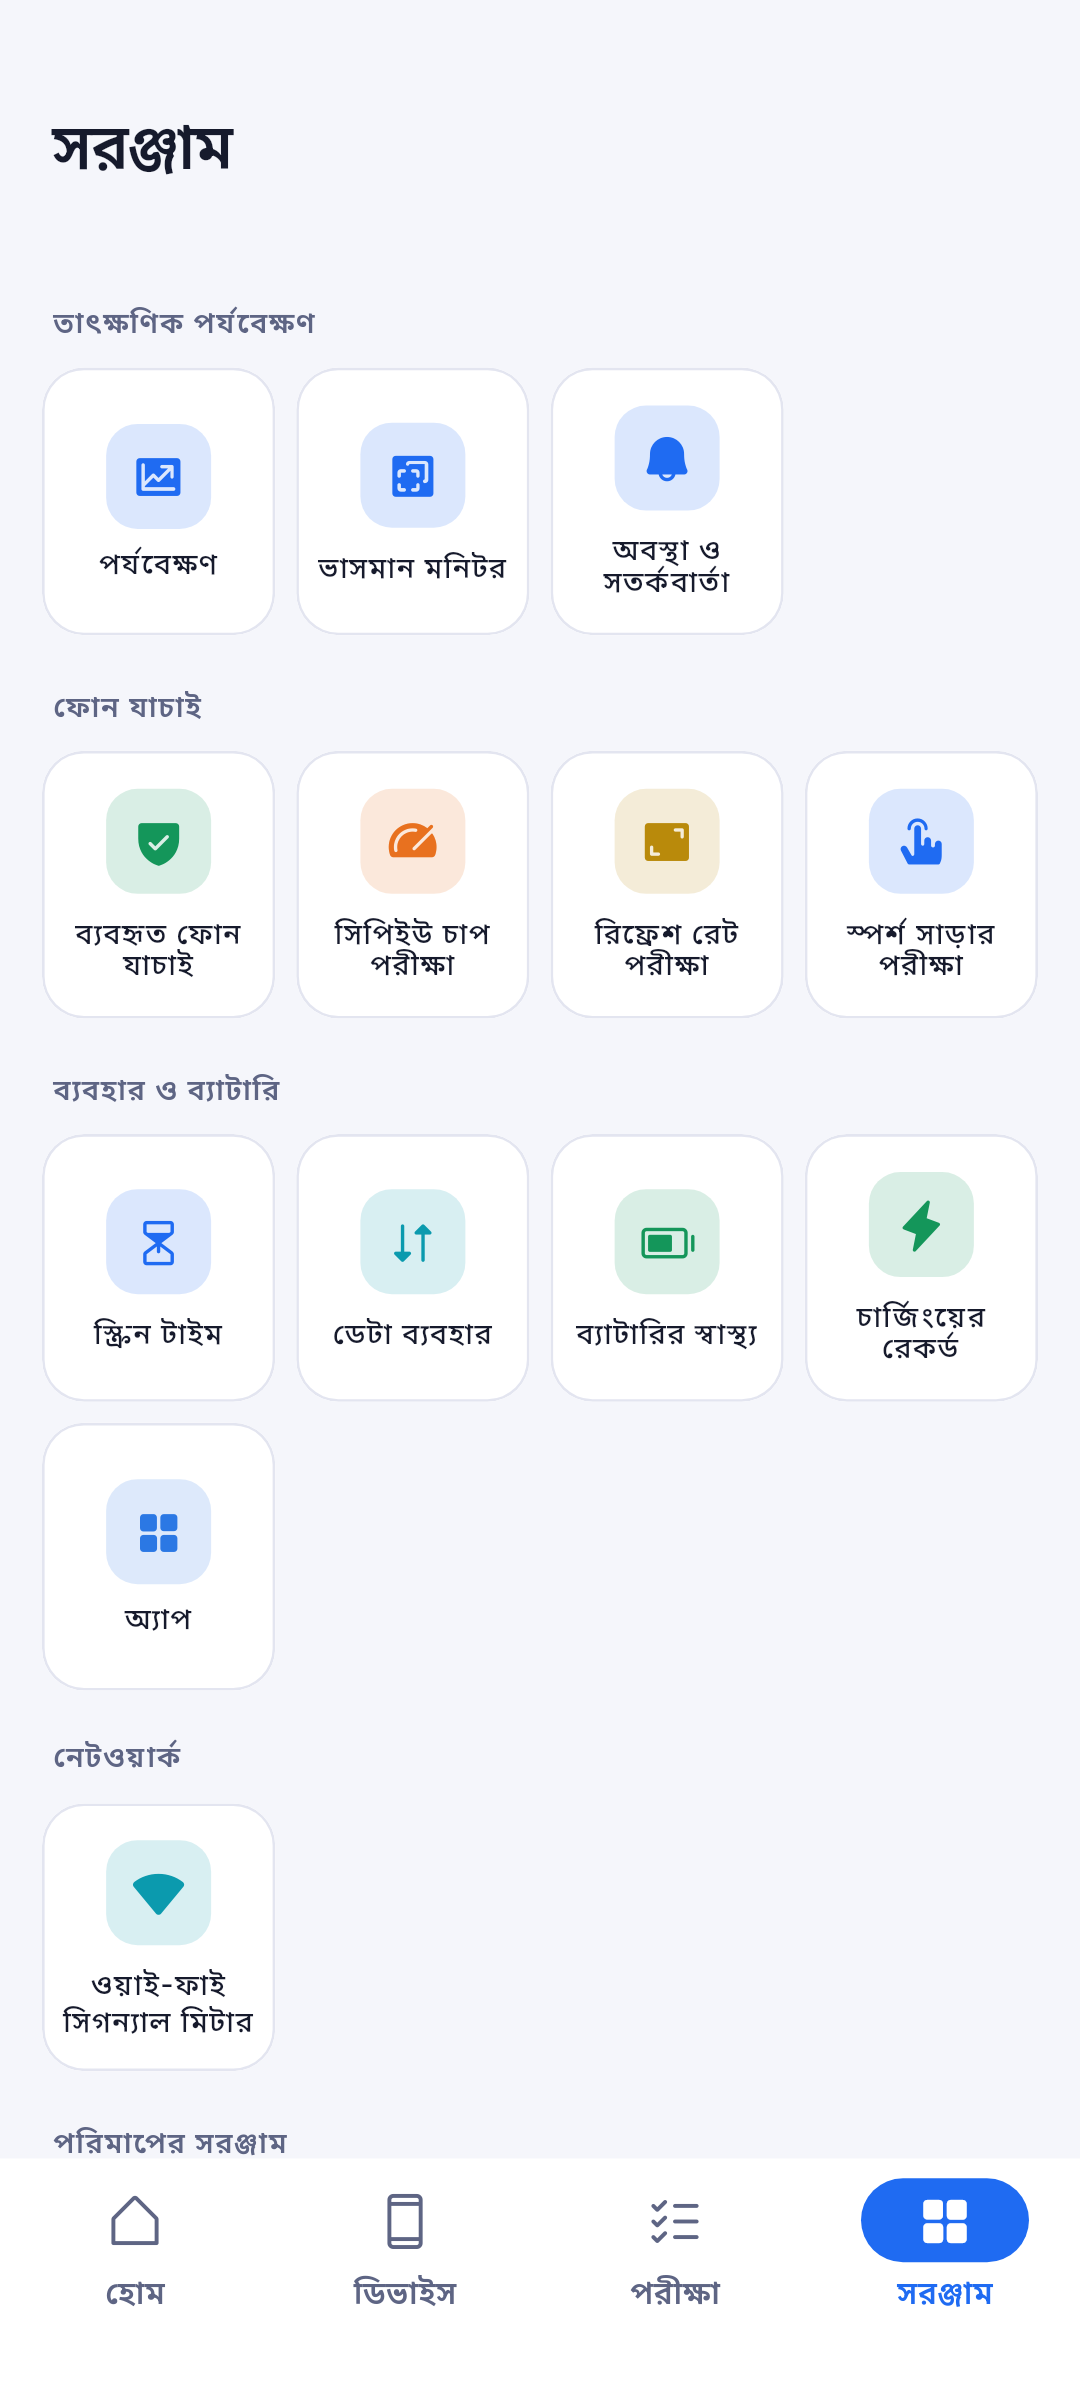 সরঞ্জাম
তাৎক্ষণিক পর্যবেক্ষণ
পর্যবেক্ষণ
ভাসমান মনিটর
অবস্থা ও
সতর্কবার্তা
ফোন যাচাই
ব্যবহৃত ফোন
যাচাই
সিপিইউ চাপ
পরীক্ষা
রিফ্রেশ রেট
পরীক্ষা
স্পর্শ সাড়ার
পরীক্ষা
ব্যবহার ও ব্যাটারি
স্ক্রিন টাইম
ডেটা ব্যবহার
ব্যাটারির স্বাস্থ্য
চার্জিংয়ের
রেকর্ড
অ্যাপ
নেটওয়ার্ক
ওয়াই-ফাই
সিগন্যাল মিটার
পরিমাপের সরঞ্জাম
হোম
ডিভাইস
পরীক্ষা
সরঞ্জাম